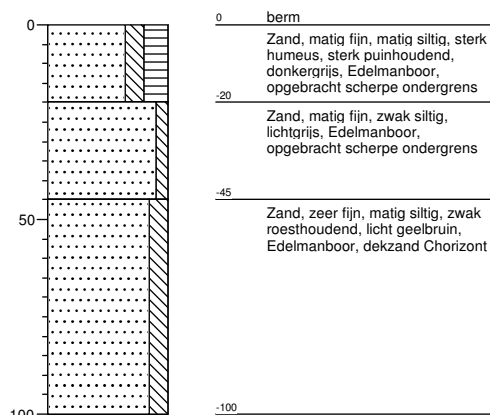 0
0
berm
Zand, matig fijn, matig siltig, sterk
humeus, sterk puinhoudend,
donkergrijs, Edelmanboor,
opgebracht scherpe ondergrens
-20
Zand, matig fijn, zwak siltig,
lichtgrijs, Edelmanboor,
opgebracht scherpe ondergrens
-45
50
Zand, zeer fijn, matig siltig, zwak
roesthoudend, licht geelbruin,
Edelmanboor, dekzand Chorizont
100
-100